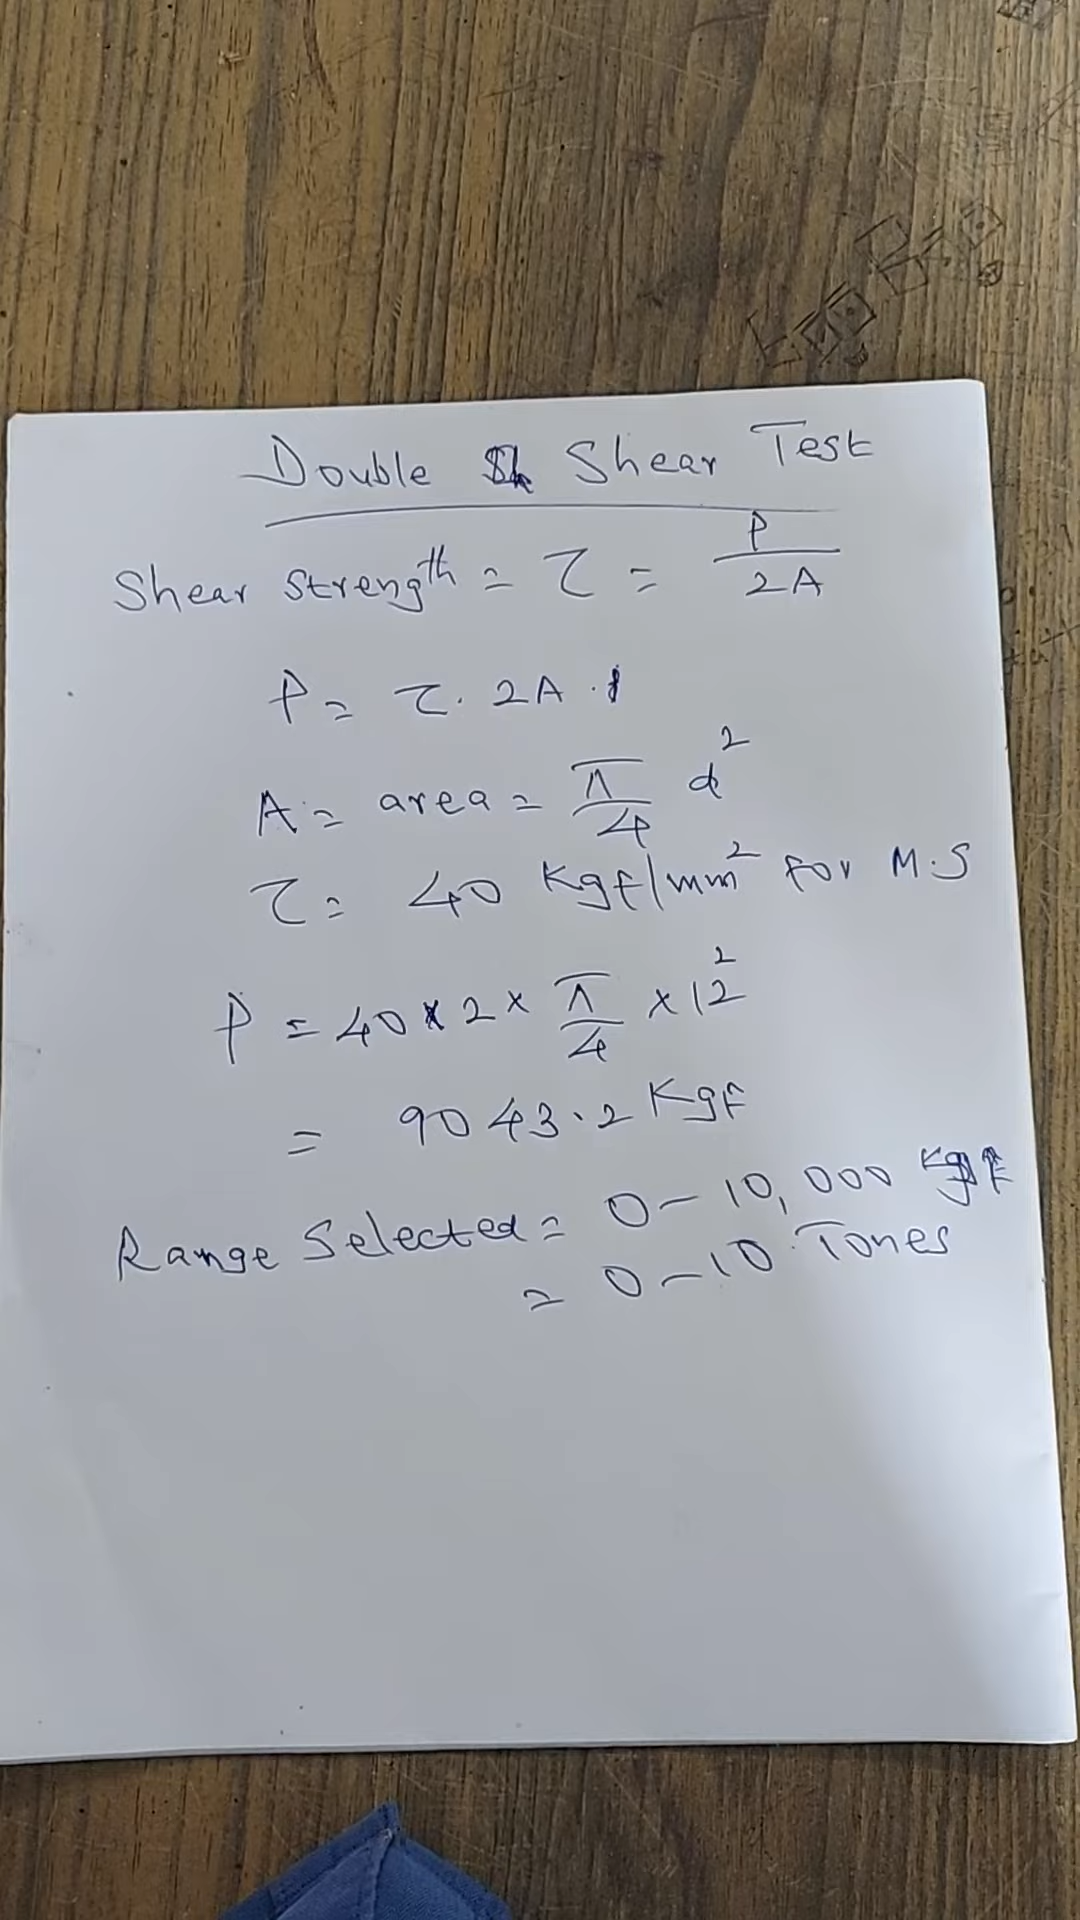 Double Shear Test
Shear Strength = τ = P/2A
P = τ. 2A.
A = area = π/4 d²
τ = 40 Kgf/mm² for M.S
P = 40 x 2 x π/4 x 12²
= 9043.2 Kgf
Range Selected = 0 – 10,000 Kgf
= 0 – 10 Tones